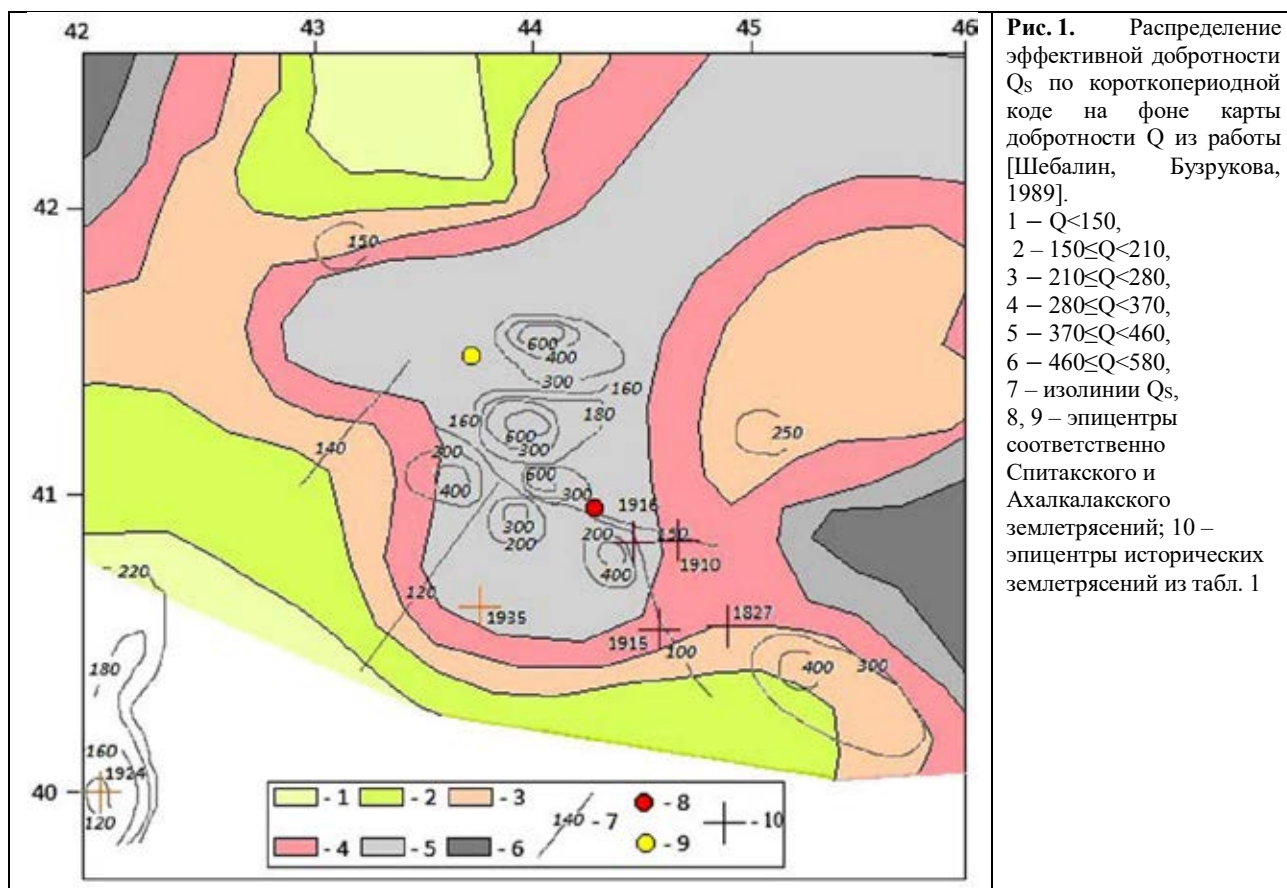 42 43 44 45 46
42
41
40
150
600
400
300
160
160
180
600
300
140
200
400
600
300
300
200
1916
200
150
400
1910
120
1935
1827
1915
100
400
300
220
180
160
1924
120
- 1 - 2 - 3 140 - 7 - 8 - 10
- 4 - 5 - 6 - 9
Рис. 1. Распределение
эффективной добротности
QS по короткопериодной
коде на фоне карты
добротности Q из работы
[Шебалин, Бузрукова,
1989].
1 – Q<150,
2 – 150≤Q<210,
3 – 210≤Q<280,
4 – 280≤Q<370,
5 – 370≤Q<460,
6 – 460≤Q<580,
7 – изолинии QS,
8, 9 – эпицентры
соответственно
Спитакского и
Ахалкалакского
землетрясений; 10 –
эпицентры исторических
землетрясений из табл. 1
250